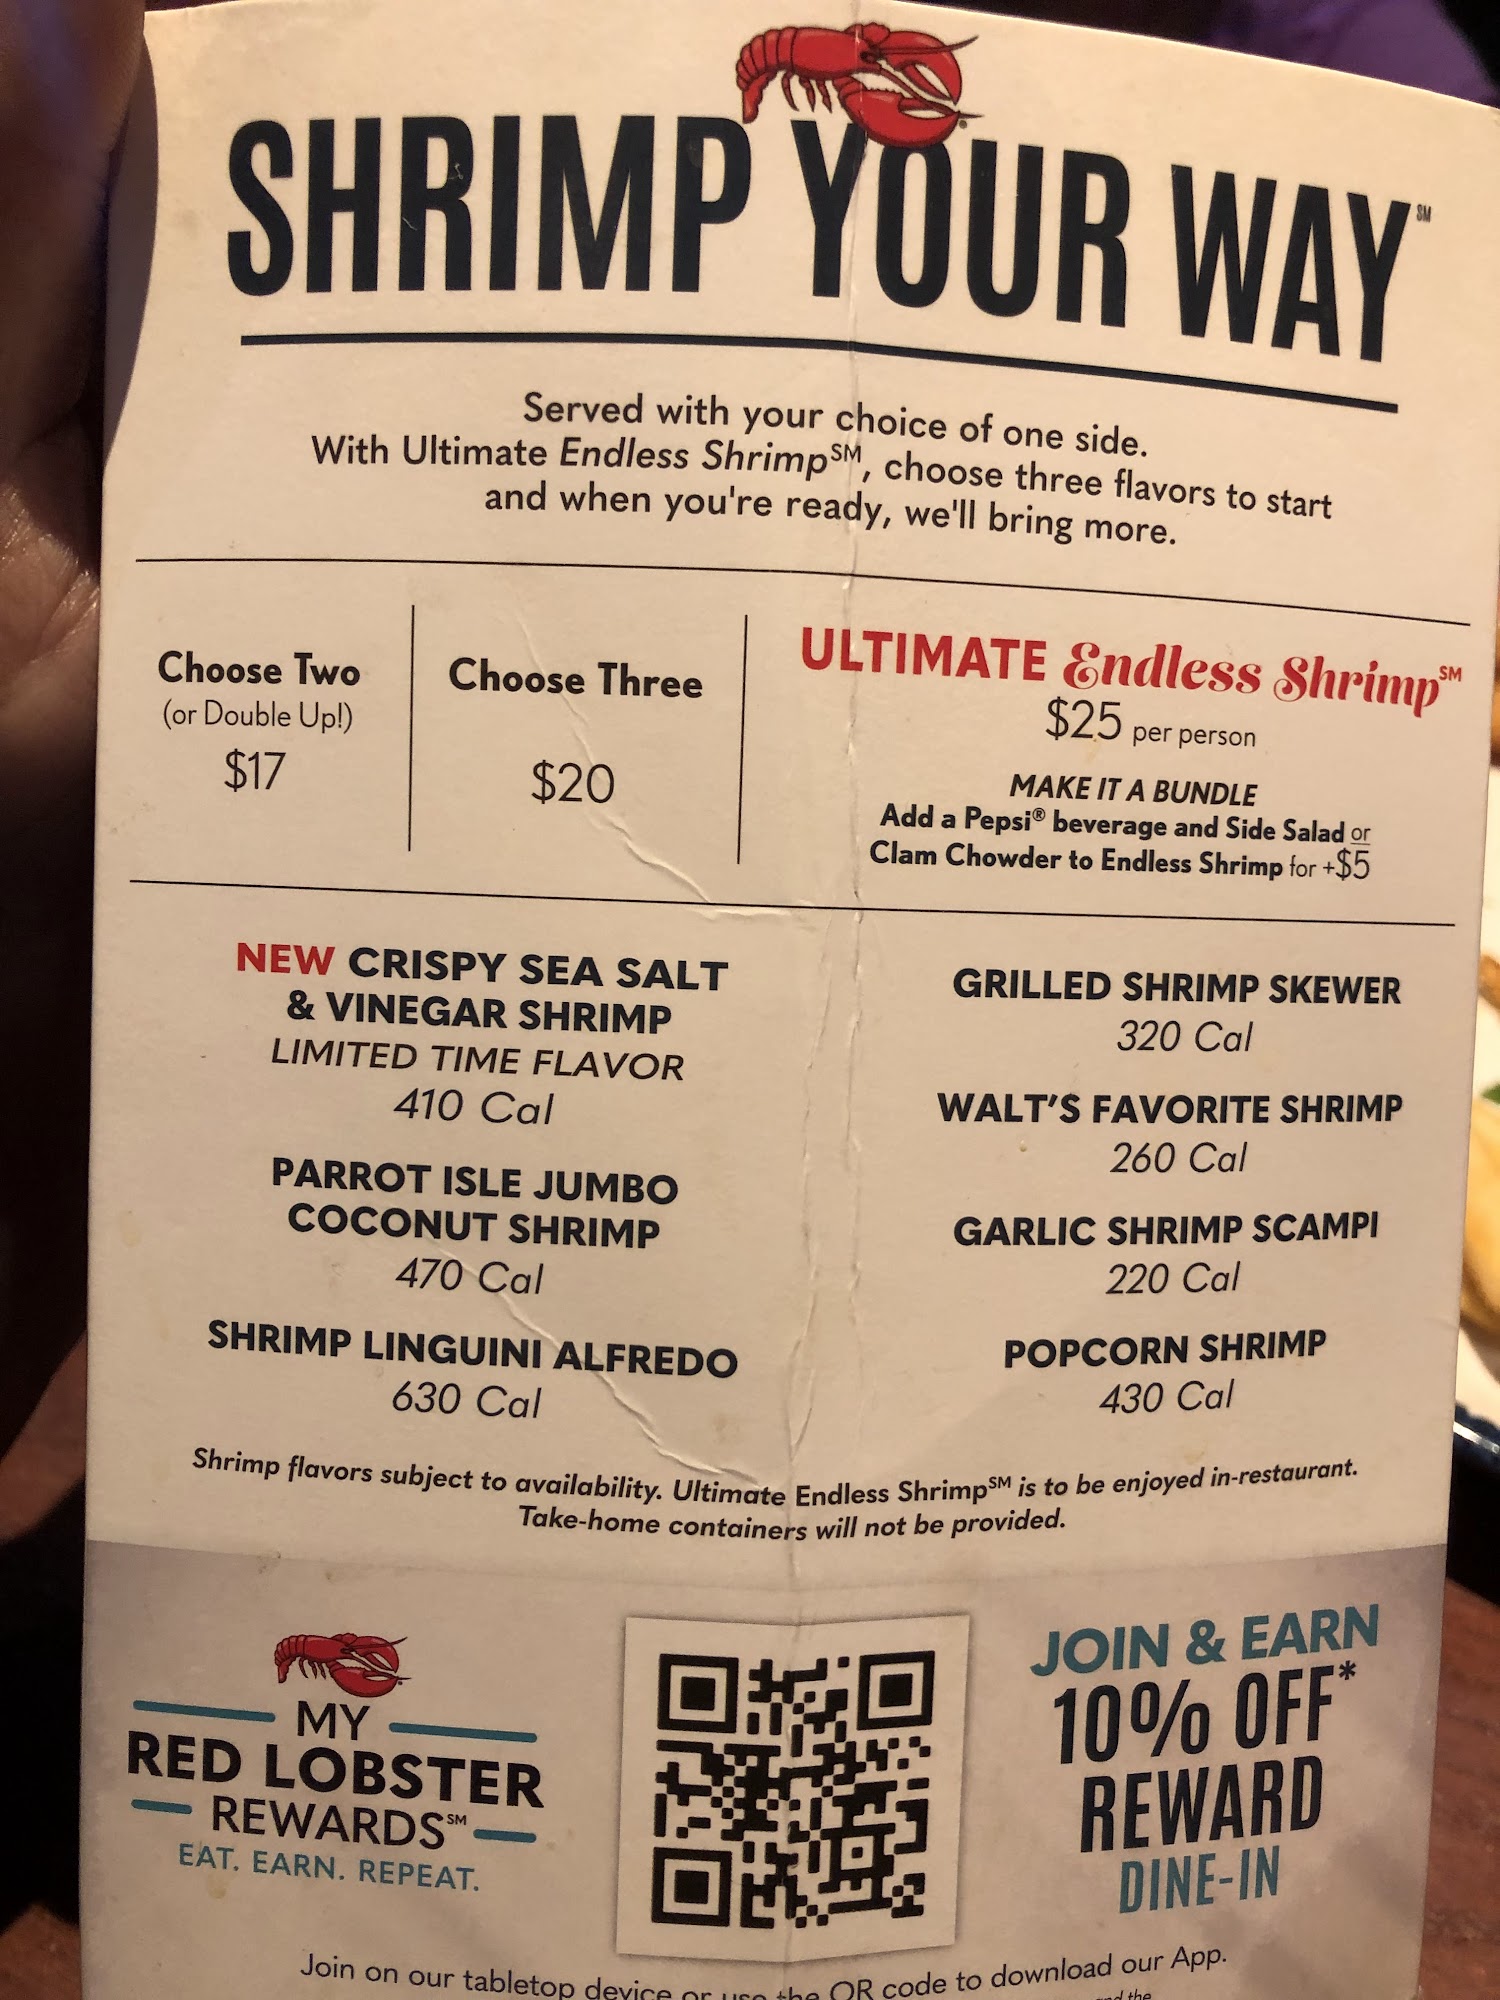 SHRIMP YOUR WAY℠
Served with your choice of one side.
With Ultimate Endless Shrimp℠, choose three flavors to start
and when you're ready, we'll bring more.
Choose Two
(or Double Up!)
$17
Choose Three
$20
ULTIMATE Endless Shrimp℠
$25 per person
MAKE IT A BUNDLE
Add a Pepsi® beverage and Side Salad or
Clam Chowder to Endless Shrimp for +$5
NEW CRISPY SEA SALT
& VINEGAR SHRIMP
LIMITED TIME FLAVOR
410 Cal
PARROT ISLE JUMBO
COCONUT SHRIMP
470 Cal
SHRIMP LINGUINI ALFREDO
630 Cal
GRILLED SHRIMP SKEWER
320 Cal
WALT'S FAVORITE SHRIMP
260 Cal
GARLIC SHRIMP SCAMPI
220 Cal
POPCORN SHRIMP
430 Cal
Shrimp flavors subject to availability. Ultimate Endless Shrimp℠ is to be enjoyed in-restaurant.
Take-home containers will not be provided.
MY
RED LOBSTER
REWARDS℠
EAT. EARN. REPEAT.
JOIN & EARN
10% OFF*
REWARD
DINE-IN
Join on our tabletop device or use the QR code to download our App.
and the